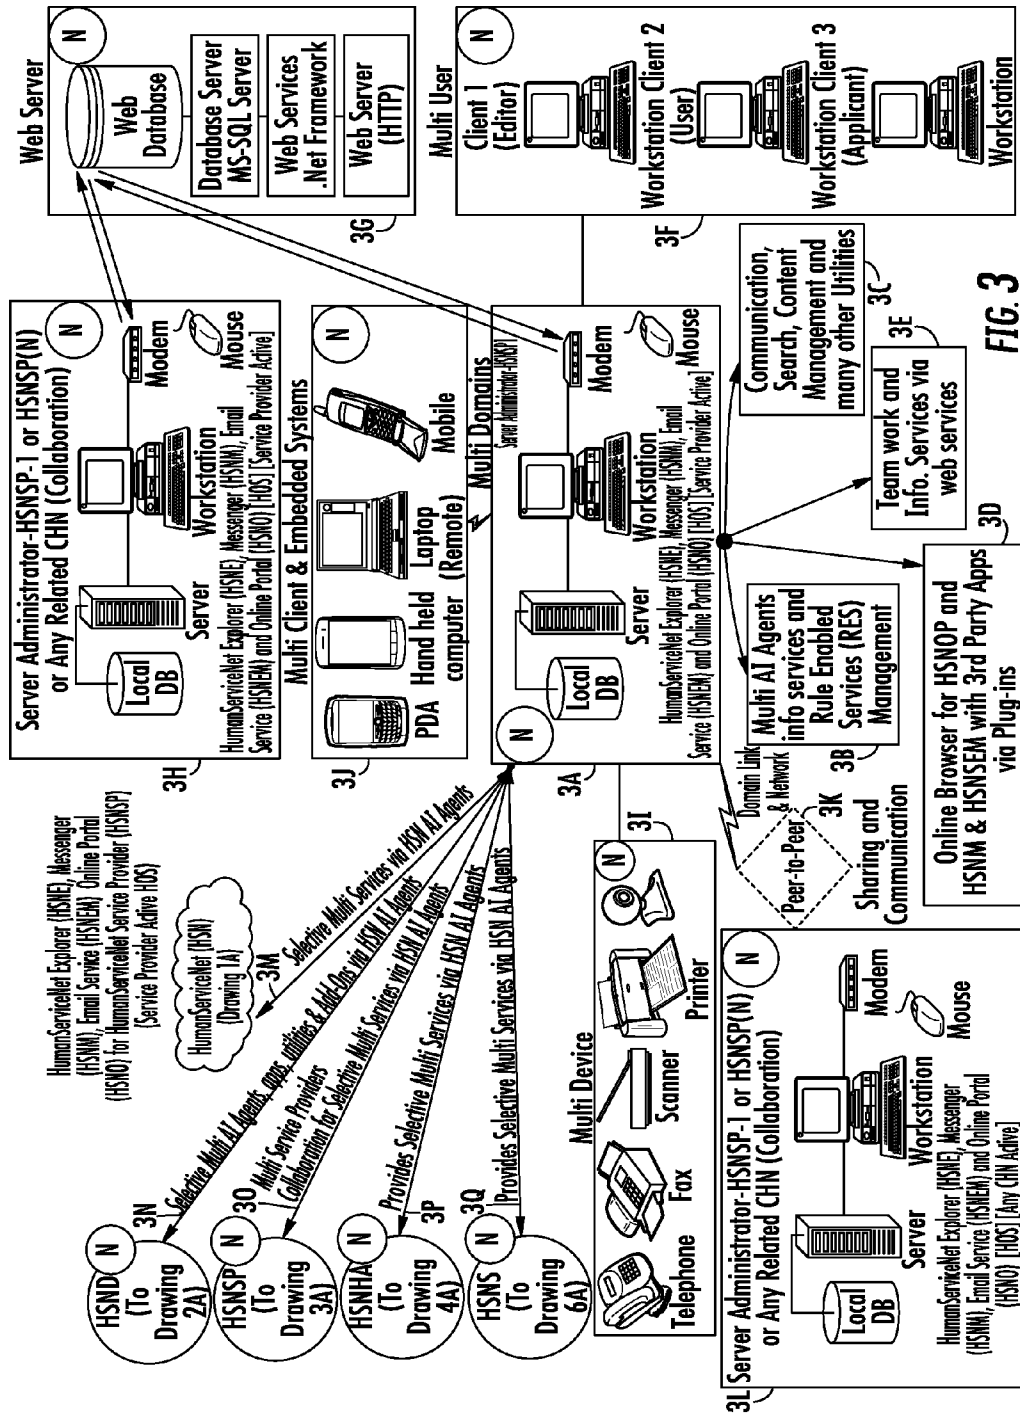 Web Server
N
Web
Database
Database Server
MS-SQL Server
Web Services
.Net Framework
Web Server
(HTTP)
3G
Multi User
N
Client 1
(Editor)
Workstation Client 2
(User)
Workstation Client 3
(Applicant)
Workstation
3F
Server Administrator-HSNSP-1 or HSNSP(N)
or Any Related CHN (Collaboration)
N
Local
DB
Server
Workstation
Modem
Mouse
HumanServiceNet Explorer (HSNE), Messenger (HSNM), Email
Service (HSNEM) and Online Portal (HSNO) [HOS] [Service Provider Active]
3H
Multi Client & Embedded Systems
N
PDA
Hand held
computer
Laptop
(Remote)
Mobile
3J
Multi Domains
Server Administrator-HSNSP)
N
Local
DB
Server
Workstation
Modem
Mouse
HumanServiceNet Explorer (HSNE), Messenger (HSNM), Email
Service (HSNEM) and Online Portal (HSNO) [HOS] [Service Provider Active]
3A
Communication,
Search, Content
Management and
many other Utilities
3C
Team work and
Info. Services via
web services
3E
Multi AI Agents
info services and
Rule Enabled
Services (RES)
Management
3B
Online Browser for HSNOP and
HSNM & HSNSEM with 3rd Party Apps
via Plug-ins
3D
Domain Link
& Network
Peer-to-Peer
3K
Sharing and
Communication
HumanServiceNet Explorer (HSNE), Messenger
(HSNM), Email Service (HSNEM) Online Portal
(HSNO) for HumanServiceNet Service Provider (HSNSP)
[Service Provider Active HOS)
HumanServiceNet (HSN)
(Drawing 1A)
3M
Selective Multi Services via HSN AI Agents
3N
Selective Multi AI Agents, apps, utilities & Add-Ons via HSN AI Agents
3O
Multi Service Providers
Collaboration for Selective Multi Services via HSN AI Agents
Provides Selective Multi Services via HSN AI Agents
3P
3Q
Provides Selective Multi Services via HSN AI Agents
HSND
(To
Drawing
2A)
N
HSNSP
(To
Drawing
3A)
N
HSNHA
(To
Drawing
4A)
N
HSNS
(To
Drawing
6A)
N
Multi Device
3I
N
Telephone
Fax
Scanner
Printer
3L
Server Administrator-HSNSP-1 or HSNSP(N)
or Any Related CHN (Collaboration)
N
Local
DB
Server
Workstation
Modem
Mouse
HumanServiceNet Explorer [HSNE), Messenger
(HSNM), Email Service (HSNEM) and Online Portal
(HSNO) [HOS] [Any CHN Active]
FIG. 3